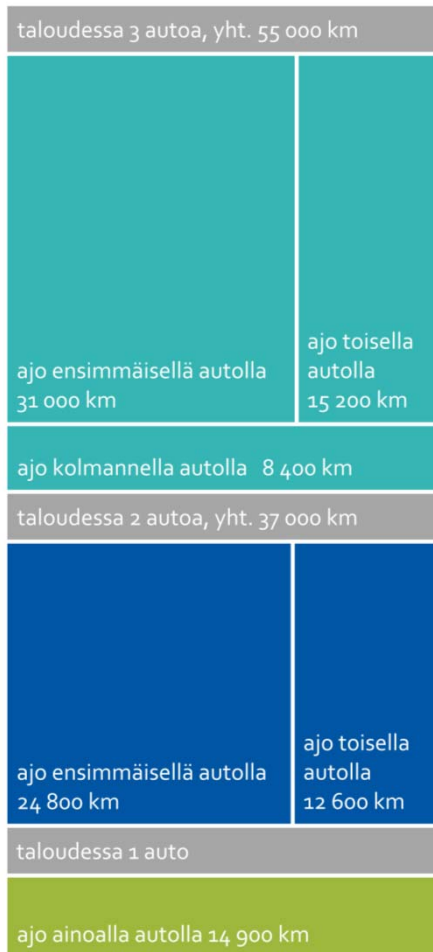 taloudessa 3 autoa, yht. 55 000 km
ajo ensimmäisellä autolla
31 000 km
ajo toisella
autolla
15 200 km
ajo kolmannella autolla 8 400 km
taloudessa 2 autoa, yht. 37 000 km
ajo ensimmäisellä autolla
24 800 km
ajo toisella
autolla
12 600 km
taloudessa 1 auto
ajo ainoalla autolla 14 900 km